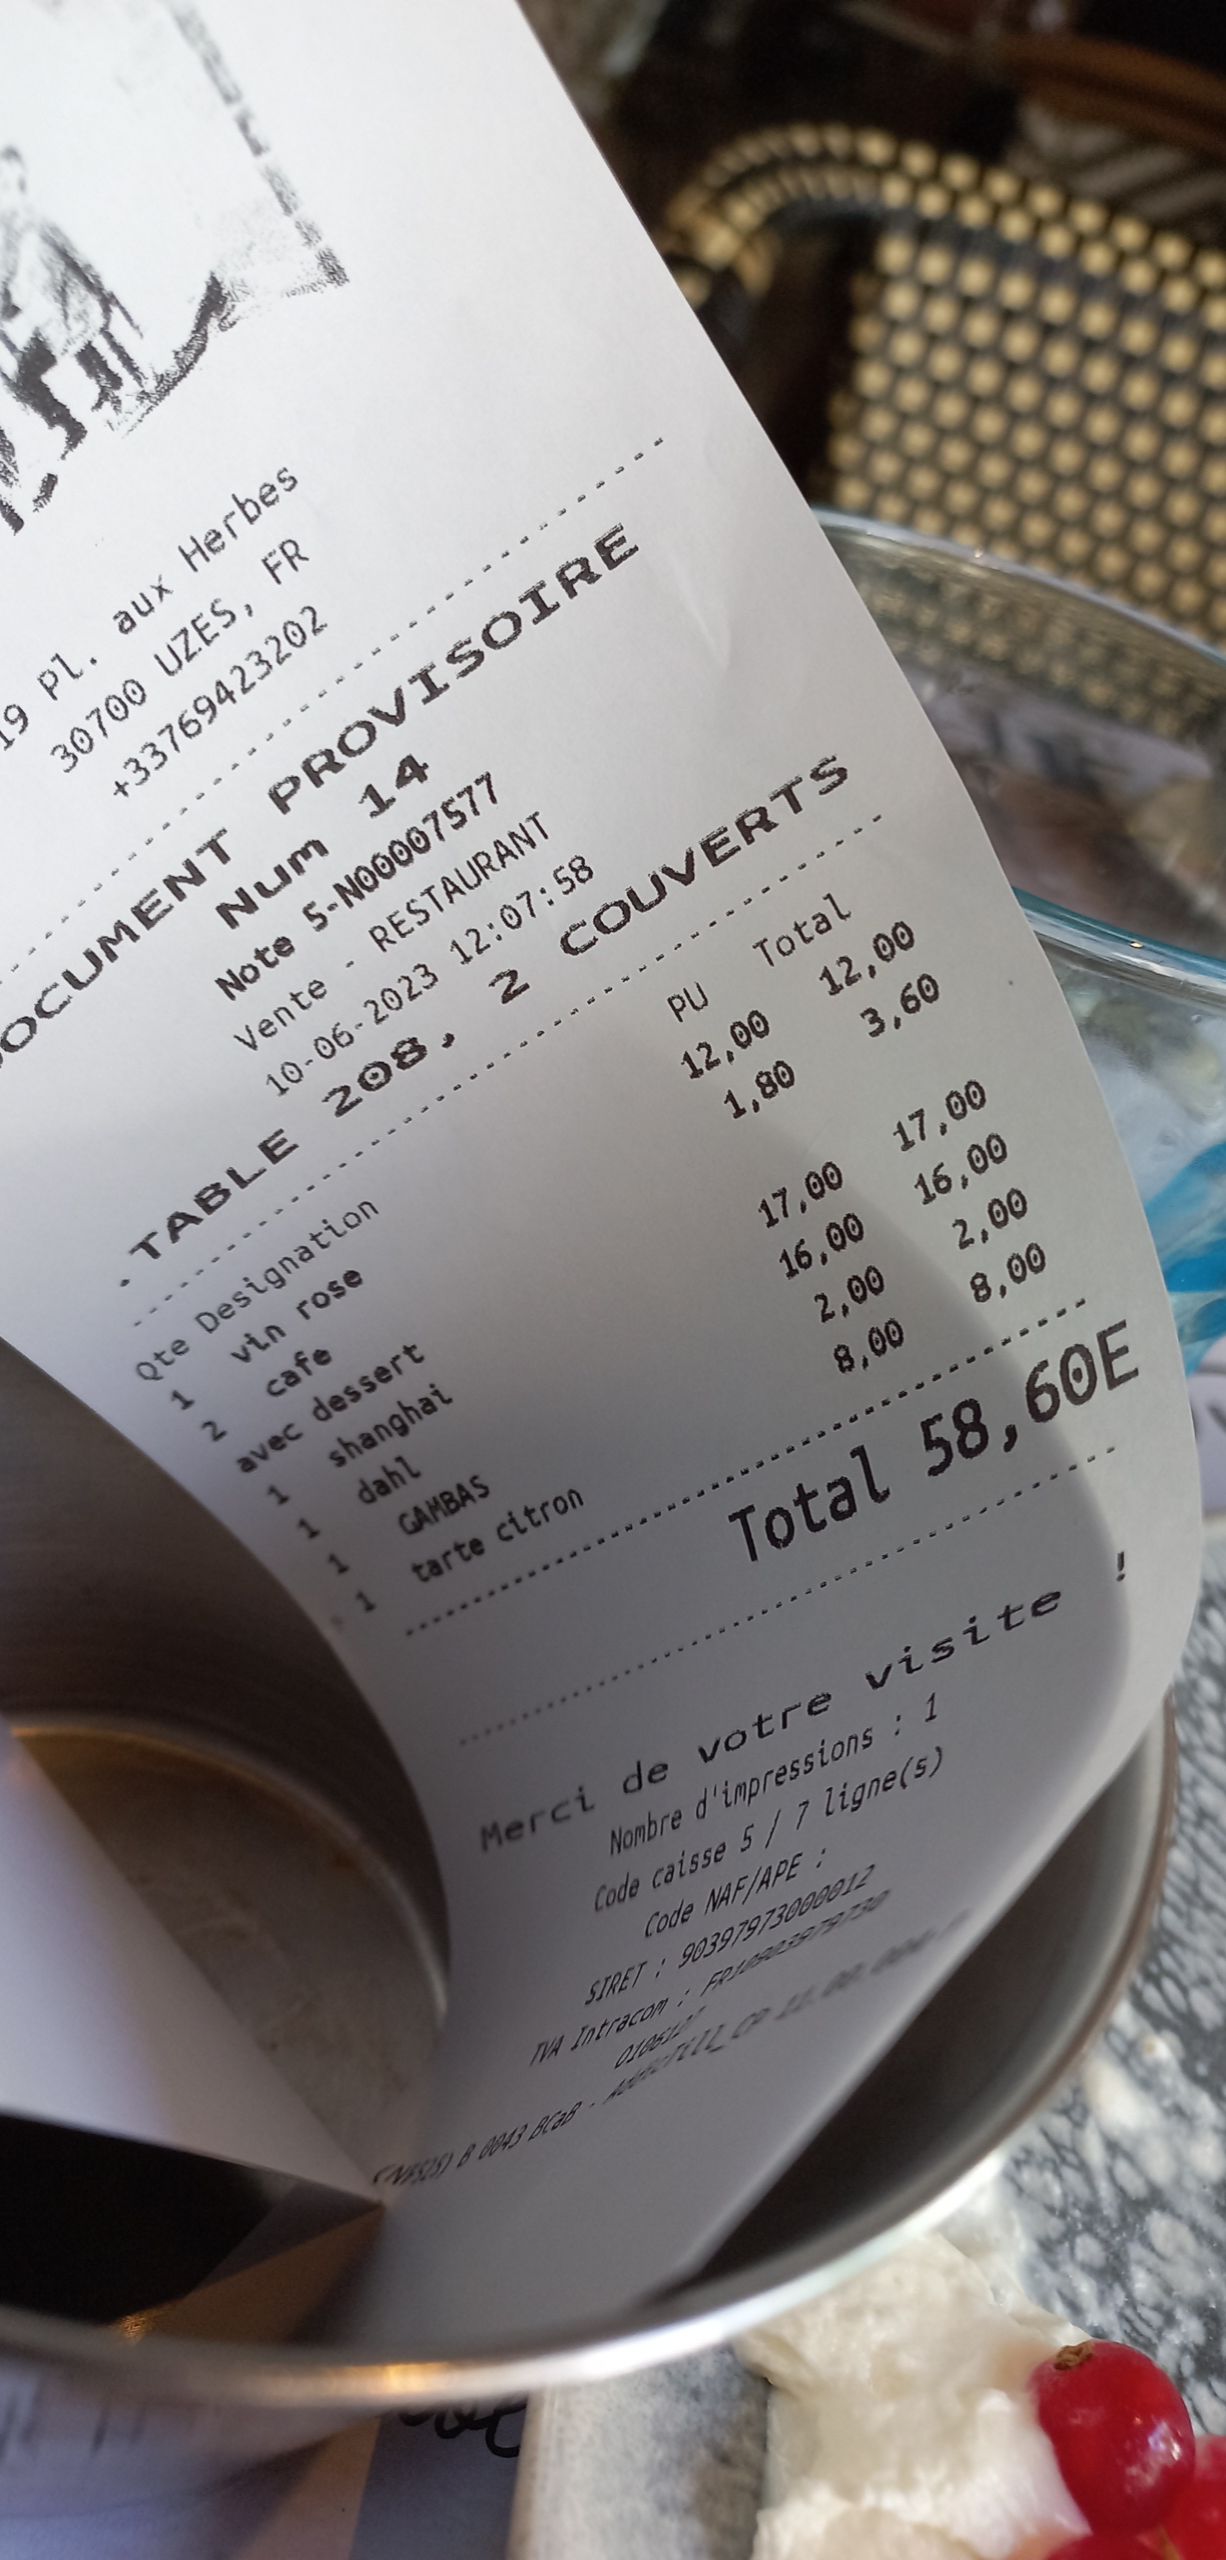 19 Pl. aux Herbes
30700 UZES, FR
+33769423202
DOCUMENT PROVISOIRE
Num 14
Note 5-N00007577
Vente - RESTAURANT
10-06-2023 12:07:58
. TABLE 208, 2 COUVERTS
Qte Designation PU Total
1 vin rose 12,00 12,00
2 cafe 1,80 3,60
avec dessert
1 shanghai 17,00 17,00
1 dahl 16,00 16,00
1 GAMBAS 2,00 2,00
1 tarte citron 8,00 8,00
Total 58,60E
Merci de votre visite !
Nombre d'impressions : 1
Code caisse 5 / 7 ligne(s)
Code NAF/APE :
SIRET : 90397973000012
TVA Intracom : FR10903979730
B 0043 BCaB -